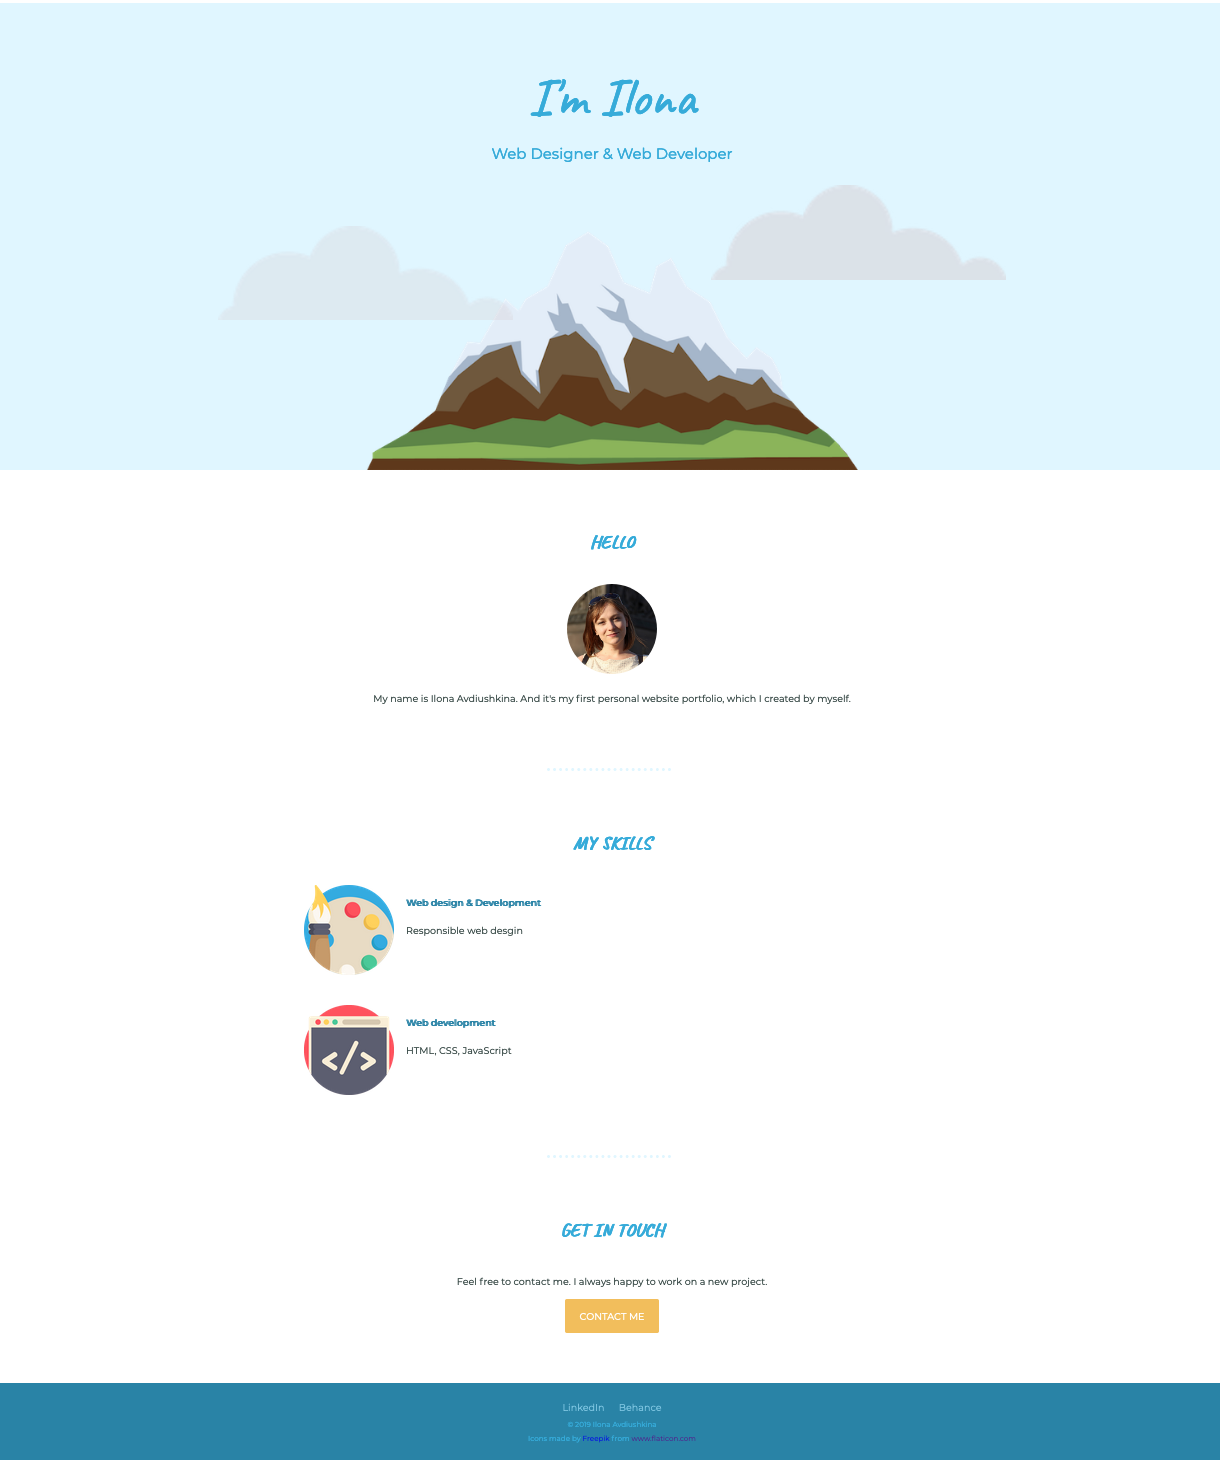 I'm Ilona
Web Designer & Web Developer
HELLO
My name is Ilona Avdiushkina. And it's my first personal website portfolio, which I created by myself.
MY SKILLS
Web design & Development
Responsible web desgin
</>
Web development
HTML, CSS, JavaScript
GET IN TOUCH
Feel free to contact me. I always happy to work on a new project.
CONTACT ME
LinkedIn Behance
© 2019 Ilona Avdiushkina
Icons made by Freepik from www.flaticon.com